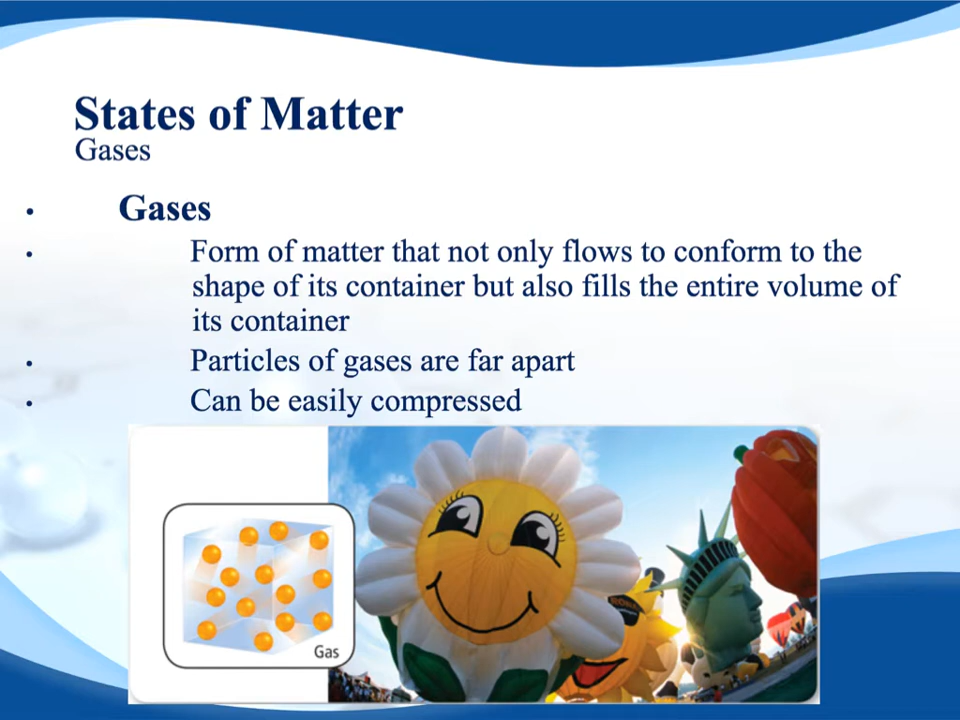 States of Matter
Gases
• Gases
• Form of matter that not only flows to conform to the
shape of its container but also fills the entire volume of
its container
• Particles of gases are far apart
• Can be easily compressed
Gas